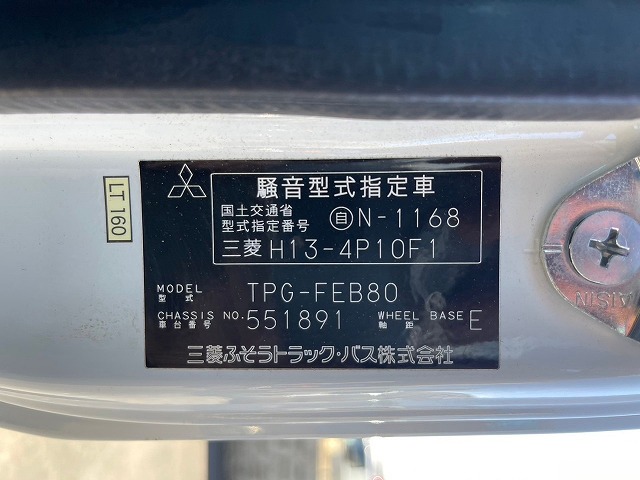 騒音型式指定車
国土交通省
型式指定番号
自N-1168
三菱 H13-4P10F1
MODEL
型式
TPG-FEB80
CHASSIS NO.
車台番号
551891
WHEEL BASE
軸距
E
三菱ふそうトラック・バス株式会社
LT 160
AISIN